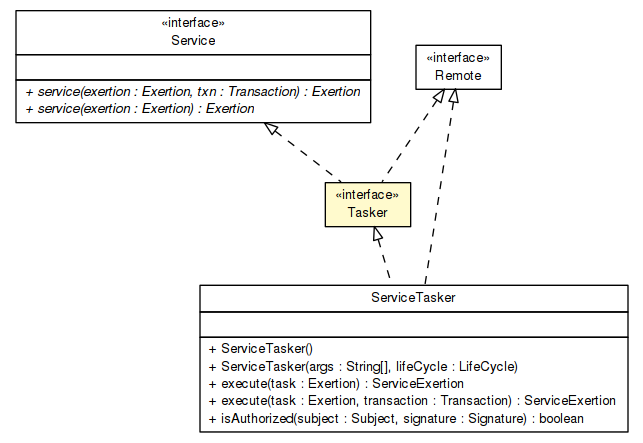 «interface»
Service
+ service(exertion : Exertion, txn : Transaction) : Exertion
+ service(exertion : Exertion) : Exertion
«interface»
Remote
«interface»
Tasker
ServiceTasker
+ ServiceTasker()
+ ServiceTasker(args : String[], lifeCycle : LifeCycle)
+ execute(task : Exertion) : ServiceExertion
+ execute(task : Exertion, transaction : Transaction) : ServiceExertion
+ isAuthorized(subject : Subject, signature : Signature) : boolean